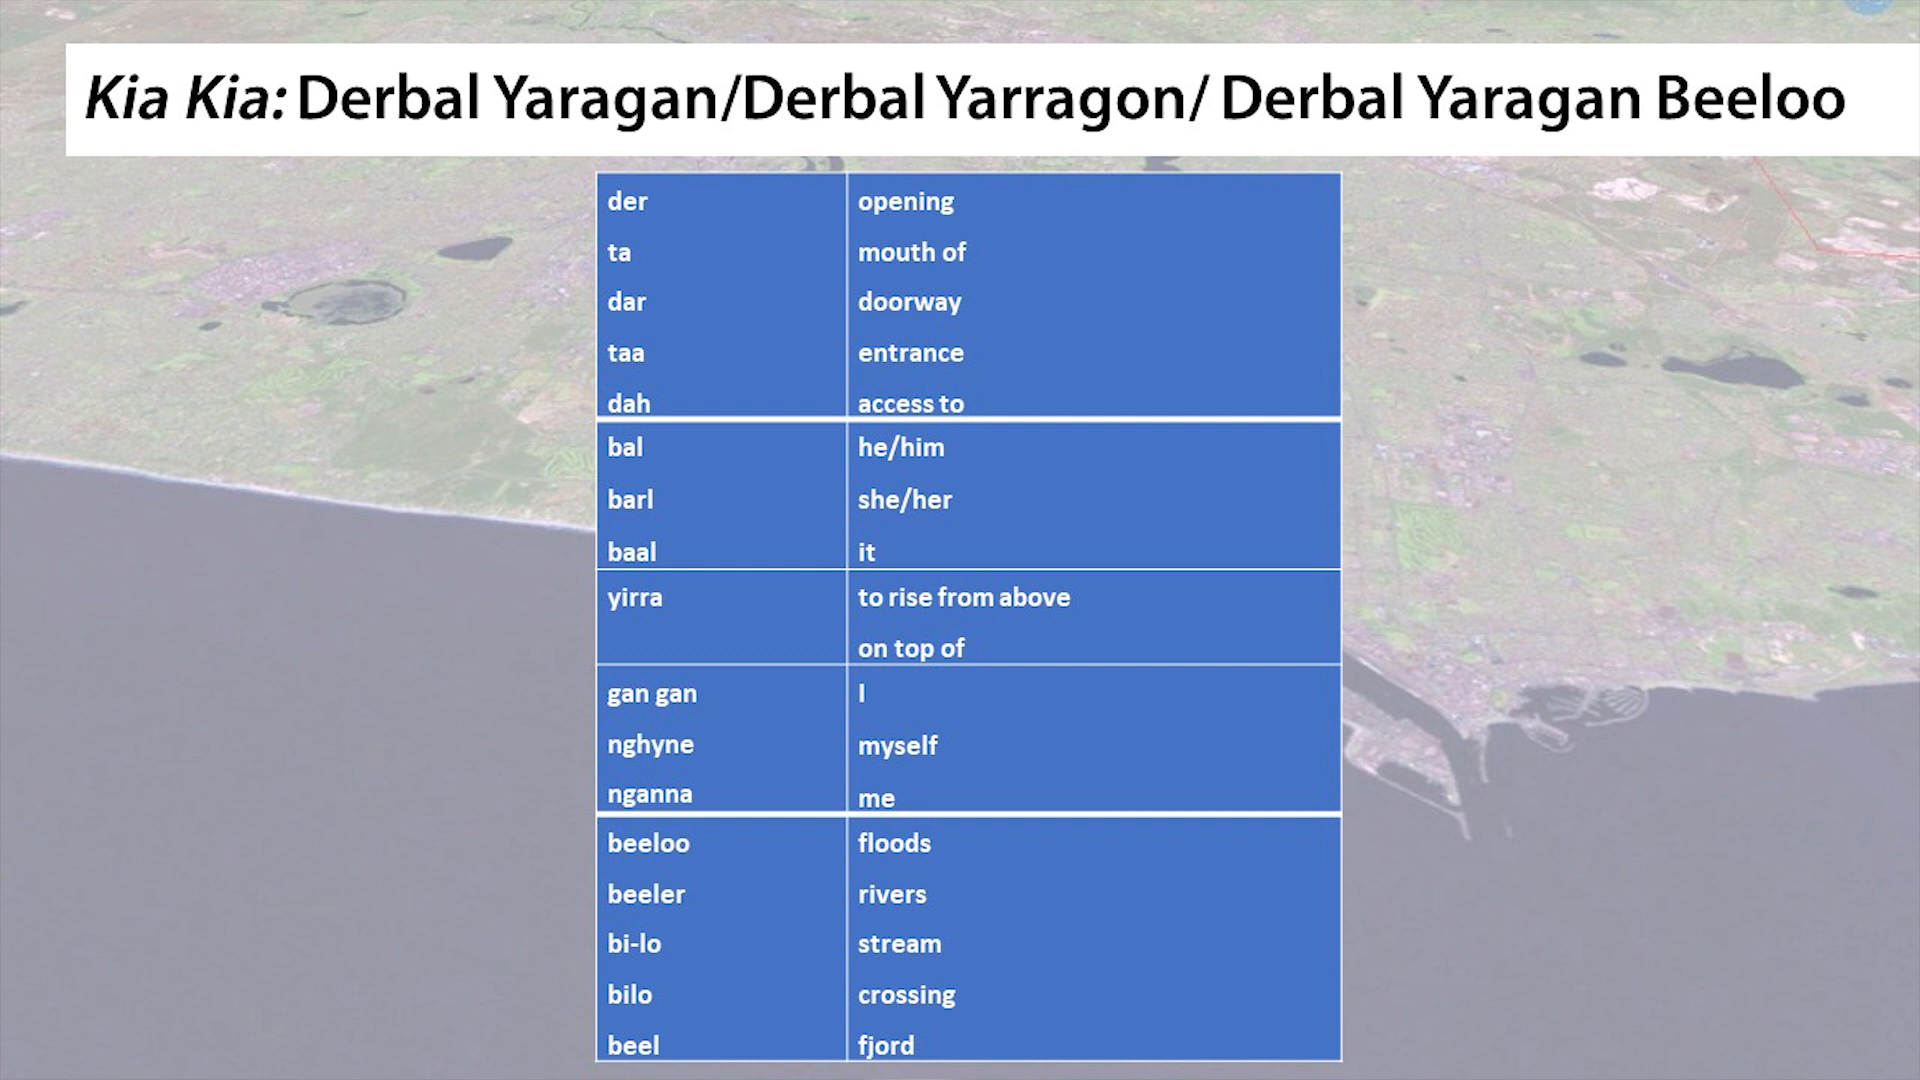 Kia Kia: Derbal Yaragan/Derbal Yarragon/ Derbal Yaragan Beeloo
der opening
ta mouth of
dar doorway
taa entrance
dah access to
bal he/him
barl she/her
baal it
yirra to rise from above
on top of
gan gan I
nghyne myself
nganna me
beeloo floods
beeler rivers
bi-lo stream
bilo crossing
beel fjord